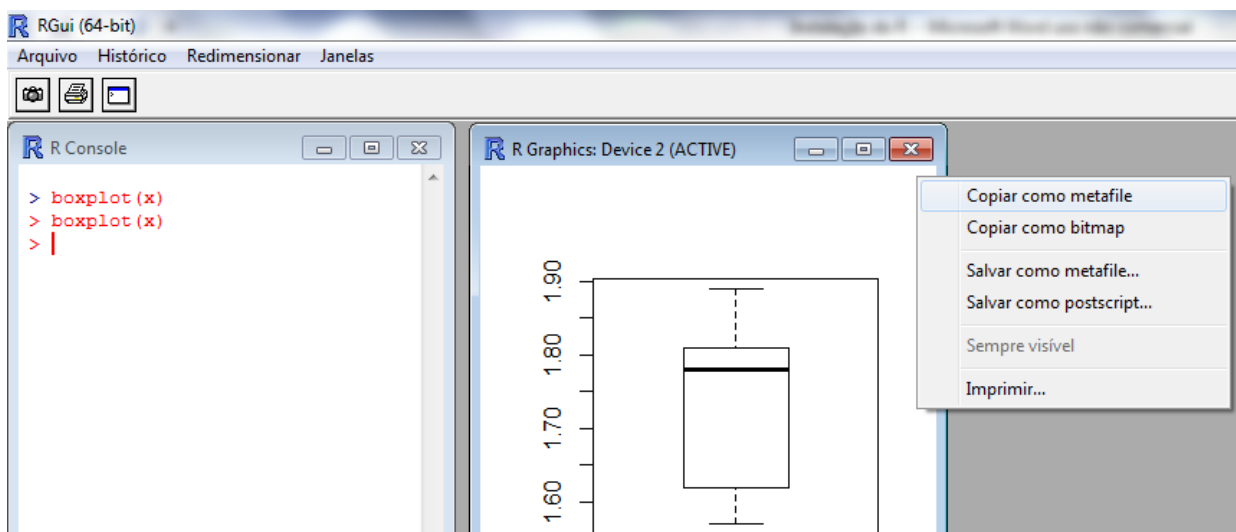 RGui (64-bit)
Arquivo Histórico Redimensionar Janelas
R Console
> boxplot(x)
> boxplot(x)
>
R Graphics: Device 2 (ACTIVE)
1.90
1.80
1.70
1.60
Copiar como metafile
Copiar como bitmap
Salvar como metafile...
Salvar como postscript...
Sempre visível
Imprimir...